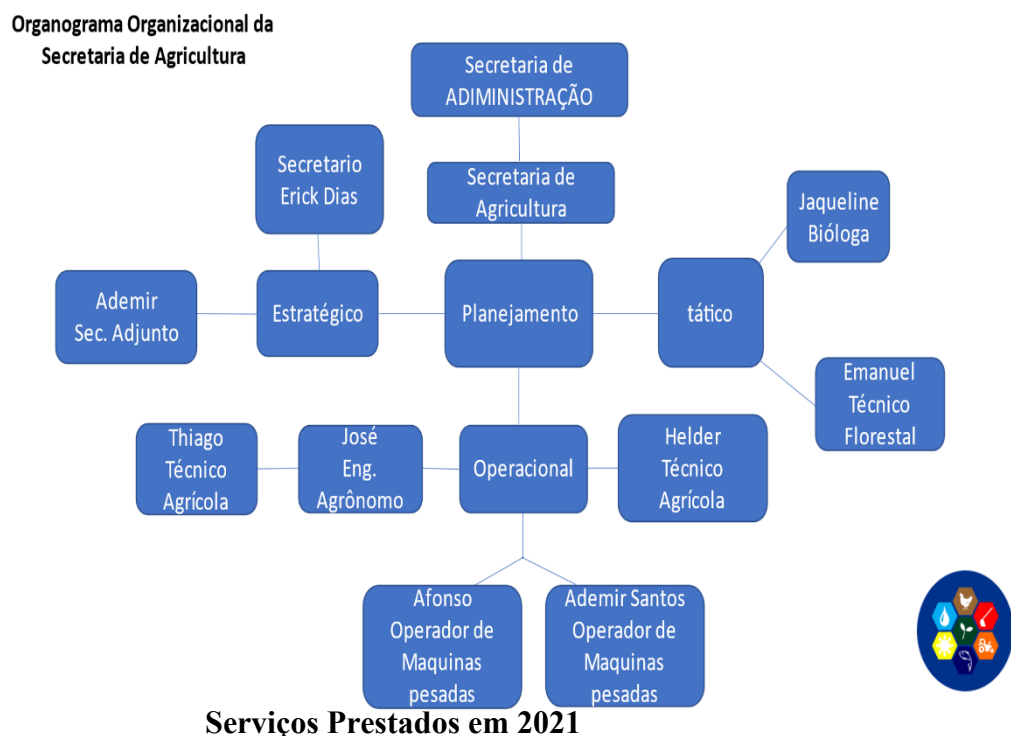 Organograma Organizacional da
Secretaria de Agricultura
Secretaria de
ADIMINISTRAÇÃO
Secretario
Erick Dias
Secretaria de
Agricultura
Jaqueline
Bióloga
Ademir
Sec. Adjunto
Estratégico
Planejamento
tático
Emanuel
Técnico
Florestal
Thiago
Técnico
Agrícola
José
Eng.
Agrônomo
Operacional
Helder
Técnico
Agrícola
Afonso
Operador de
Maquinas
pesadas
Ademir Santos
Operador de
Maquinas
pesadas
Serviços Prestados em 2021